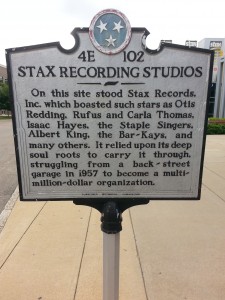 4E 102
STAX RECORDING STUDIOS
On this site stood Stax Records,
Inc. which boasted such stars as Otis
Redding, Rufus and Carla Thomas,
Isaac Hayes, the Staple Singers,
Albert King, the Bar-Kays, and
many others. It relied upon its deep
soul roots to carry it through,
struggling from a back-street
garage in 1957 to become a multi-
million-dollar organization.